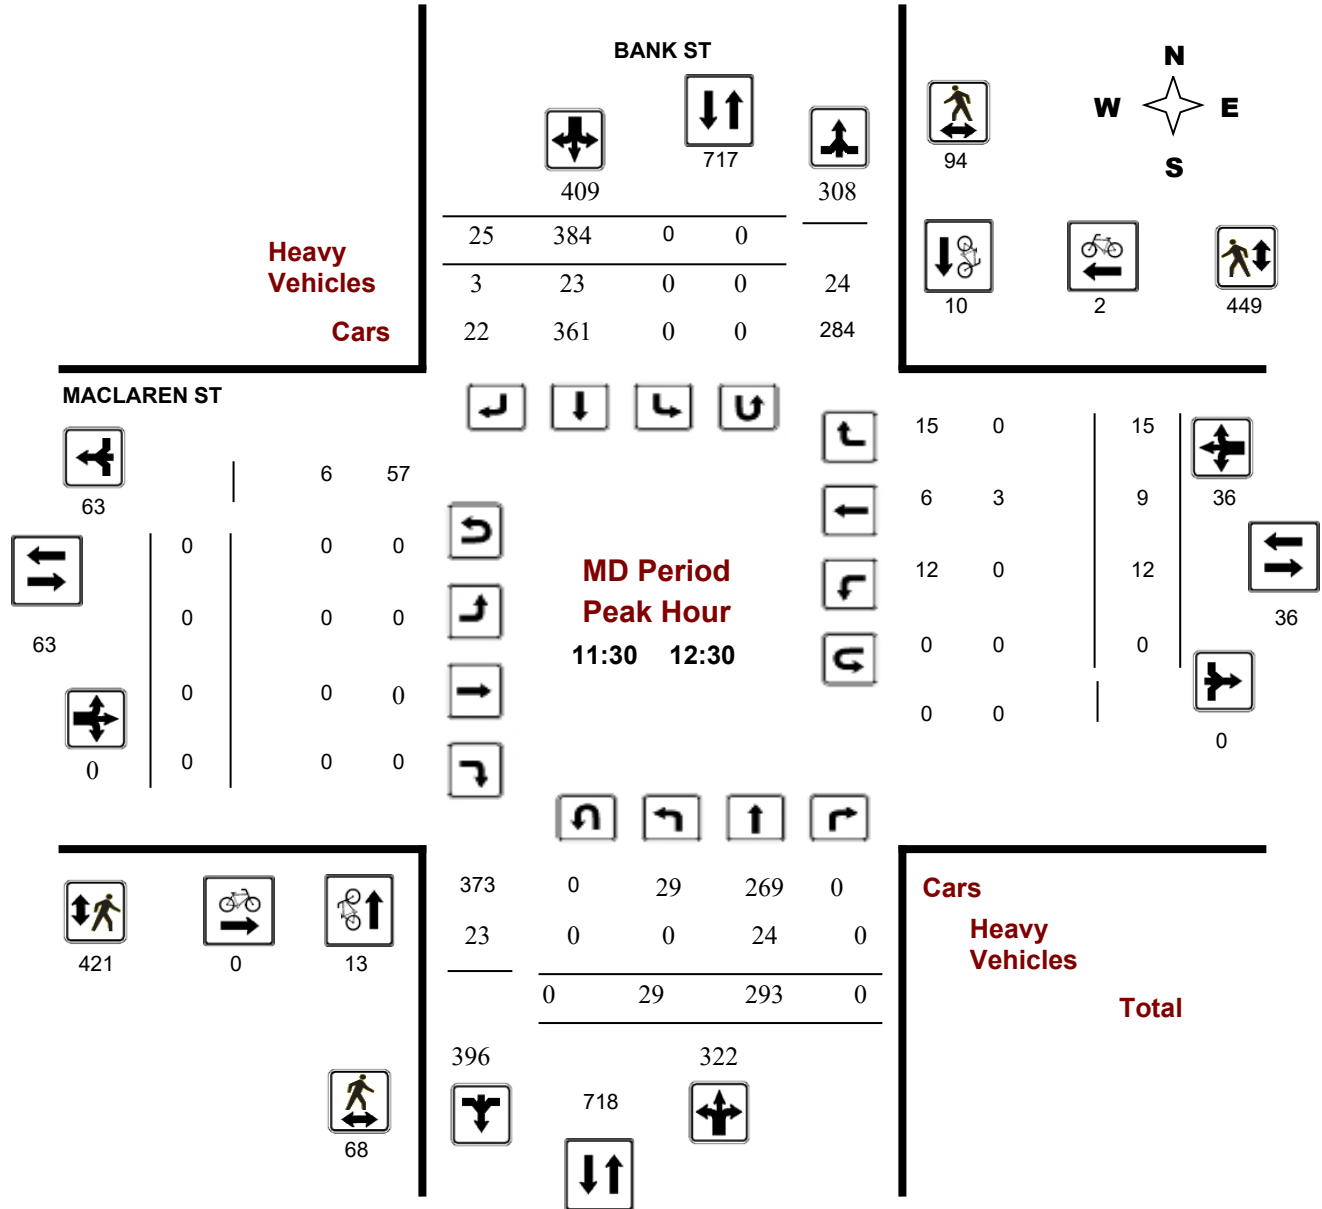 BANK ST
N
W E
S
717
94
409
308
25 384 0 0
Heavy
Vehicles
3 23 0 0 24
10 2 449
Cars
22 361 0 0 284
MACLAREN ST
15 0 15
6 57
63
6 3 9 36
0 0 0
MD Period
12 0 12
Peak Hour
0 0 0
36
63
11:30 12:30
0 0 0
0 0 0
0 0
0
0 0 0 0
373 0 29 269 0
Cars
23 0 0 24 0
Heavy
Vehicles
421 0 13
0 29 293 0
Total
396 322
718
68